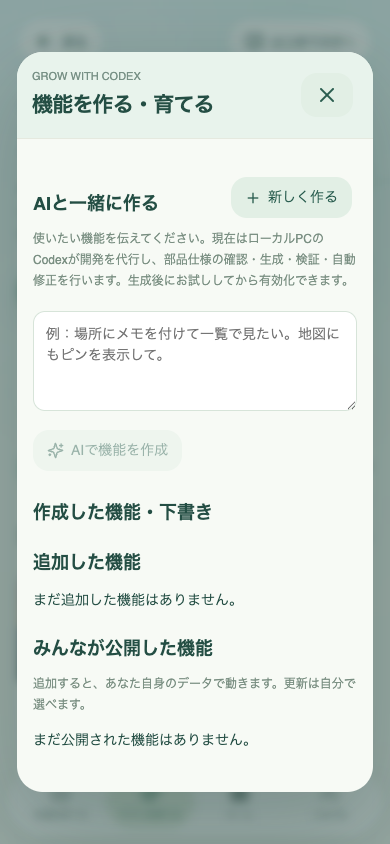 GROW WITH CODEX
機能を作る・育てる
AIと一緒に作る
新しく作る
使いたい機能を伝えてください。現在はローカルPCの
Codexが開発を代行し、部品仕様の確認・生成・検証・自動
修正を行います。生成後にお試ししてから有効化できます。
例：場所にメモを付けて一覧で見たい。地図に
もピンを表示して。
AIで機能を作成
作成した機能・下書き
追加した機能
まだ追加した機能はありません。
みんなが公開した機能
追加すると、あなた自身のデータで動きます。更新は自分で
選べます。
まだ公開された機能はありません。